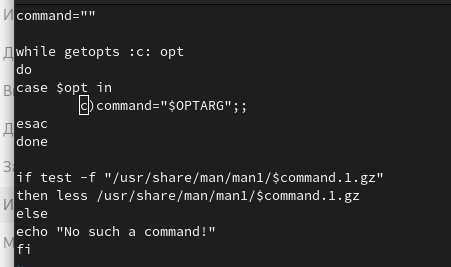 command=""
while getopts :c: opt
do
case $opt in
        c)command="$OPTARG";;
esac
done
if test -f "/usr/share/man/man1/$command.1.gz"
then less /usr/share/man/man1/$command.1.gz
else
echo "No such a command!"
fi